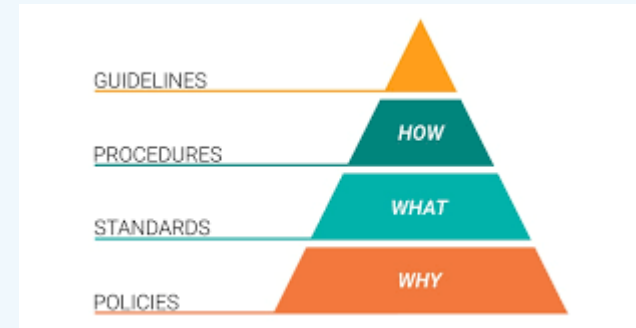 GUIDELINES
HOW
PROCEDURES
WHAT
STANDARDS
WHY
POLICIES